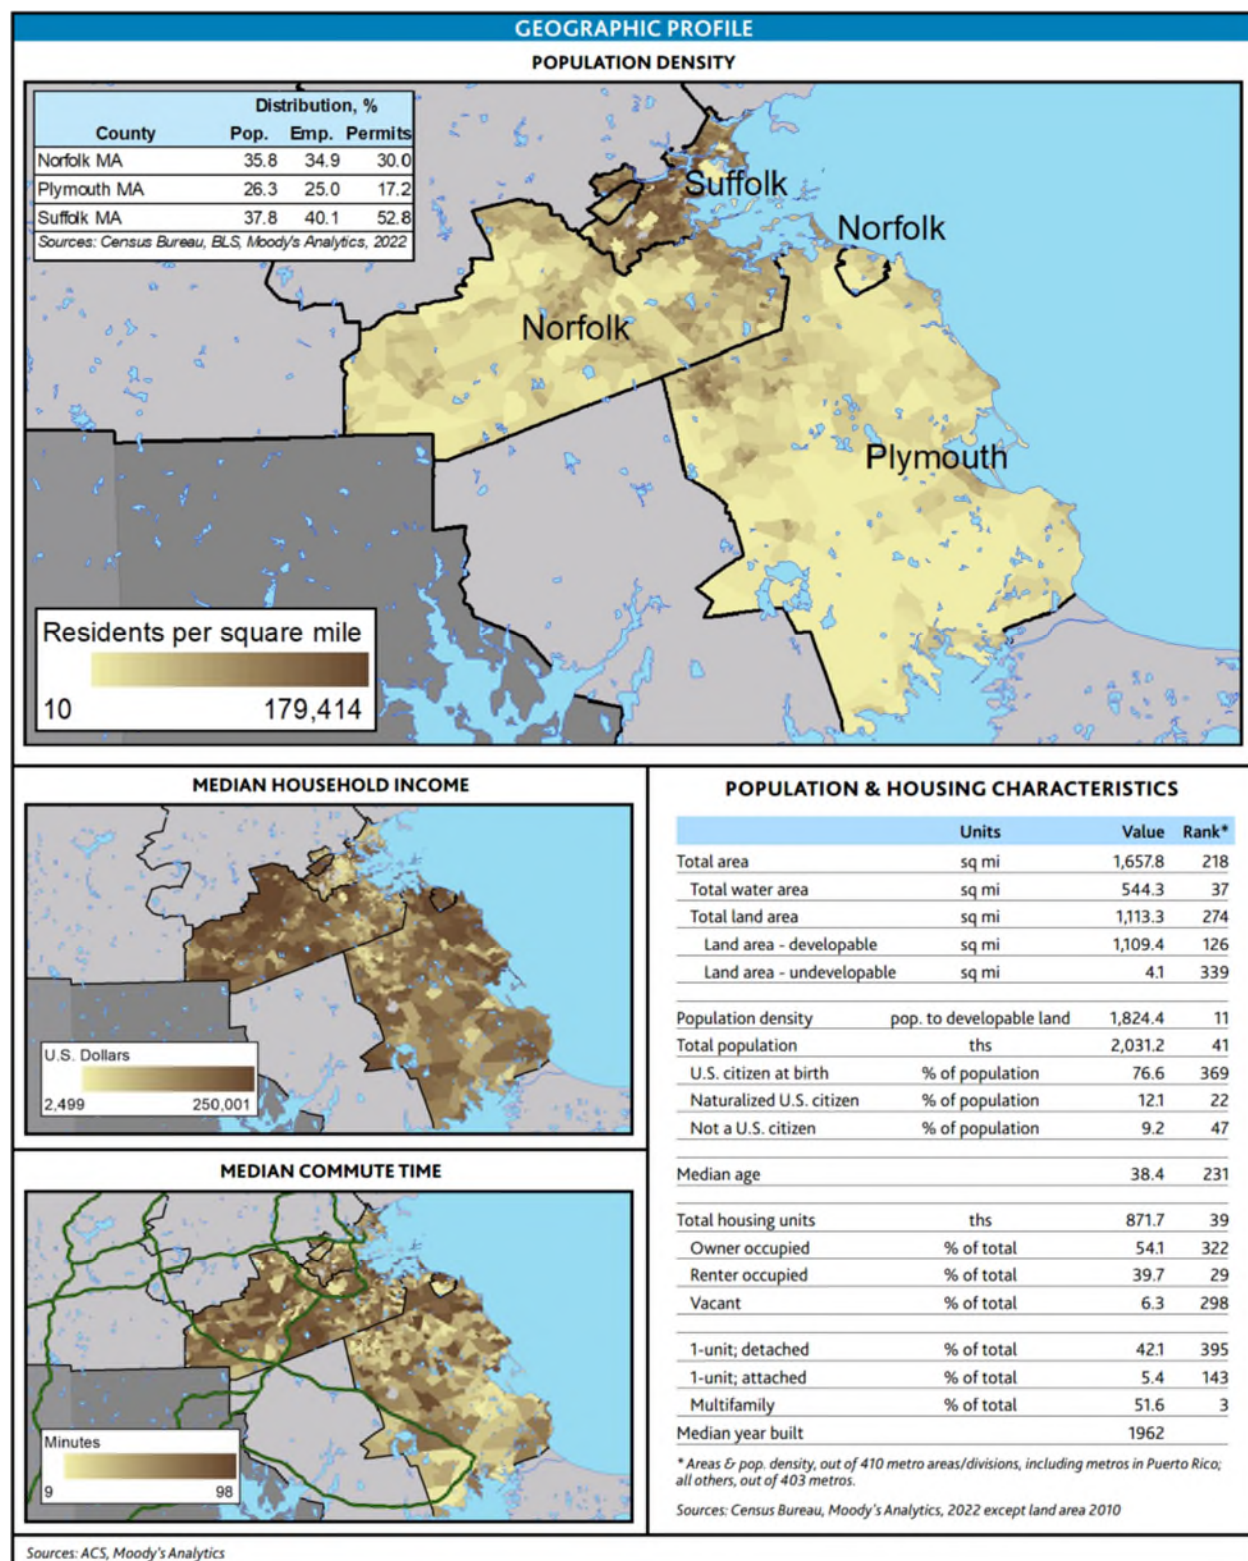 GEOGRAPHIC PROFILE
POPULATION DENSITY
Distribution, %
County Pop. Emp. Permits
Norfolk MA 35.8 34.9 30.0
Plymouth MA 26.3 25.0 17.2
Suffolk MA 37.8 40.1 52.8
Sources: Census Bureau, BLS, Moody's Analytics, 2022
Suffolk
Norfolk
Norfolk
Plymouth
Residents per square mile
10 179,414
MEDIAN HOUSEHOLD INCOME
U.S. Dollars
2,499 250,001
MEDIAN COMMUTE TIME
Minutes
9 98
POPULATION & HOUSING CHARACTERISTICS
Units Value Rank*
Total area sq mi 1,657.8 218
Total water area sq mi 544.3 37
Total land area sq mi 1,113.3 274
Land area - developable sq mi 1,109.4 126
Land area - undevelopable sq mi 4.1 339
Population density pop. to developable land 1,824.4 11
Total population ths 2,031.2 41
U.S. citizen at birth % of population 76.6 369
Naturalized U.S. citizen % of population 12.1 22
Not a U.S. citizen % of population 9.2 47
Median age 38.4 231
Total housing units ths 871.7 39
Owner occupied % of total 54.1 322
Renter occupied % of total 39.7 29
Vacant % of total 6.3 298
1-unit; detached % of total 42.1 395
1-unit; attached % of total 5.4 143
Multifamily % of total 51.6 3
Median year built 1962
* Areas & pop. density, out of 410 metro areas/divisions, including metros in Puerto Rico;
all others, out of 403 metros.
Sources: Census Bureau, Moody's Analytics, 2022 except land area 2010
Sources: ACS, Moody's Analytics